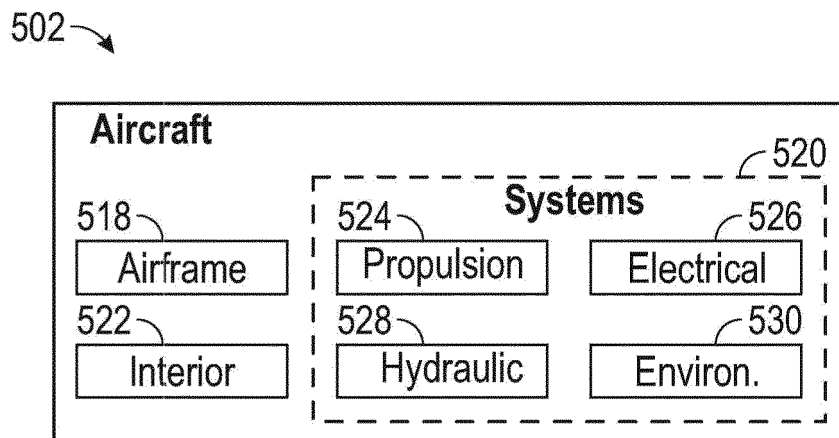 502
Aircraft
520
Systems
518
524
526
Airframe
Propulsion
Electrical
522
528
530
Interior
Hydraulic
Environ.